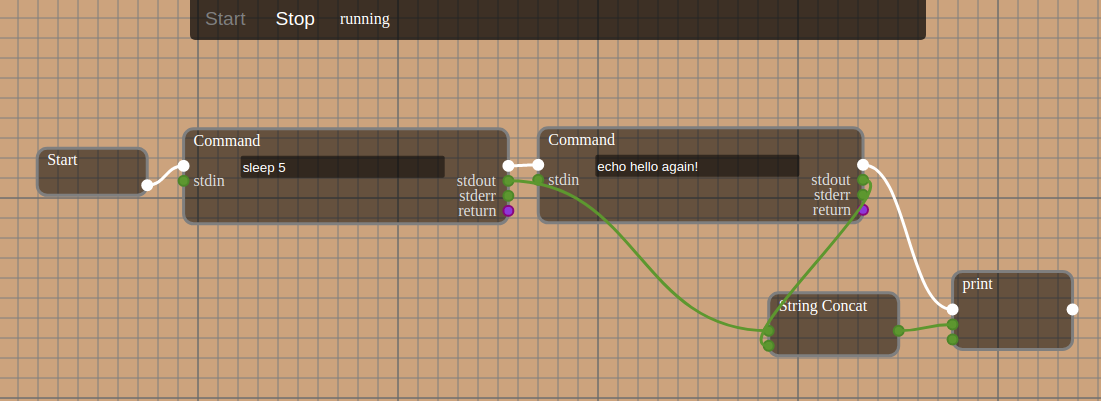 Start Stop running
Start
Command
sleep 5
stdin
stdout
stderr
return
Command
echo hello again!
stdin
stdout
stderr
return
String Concat
print